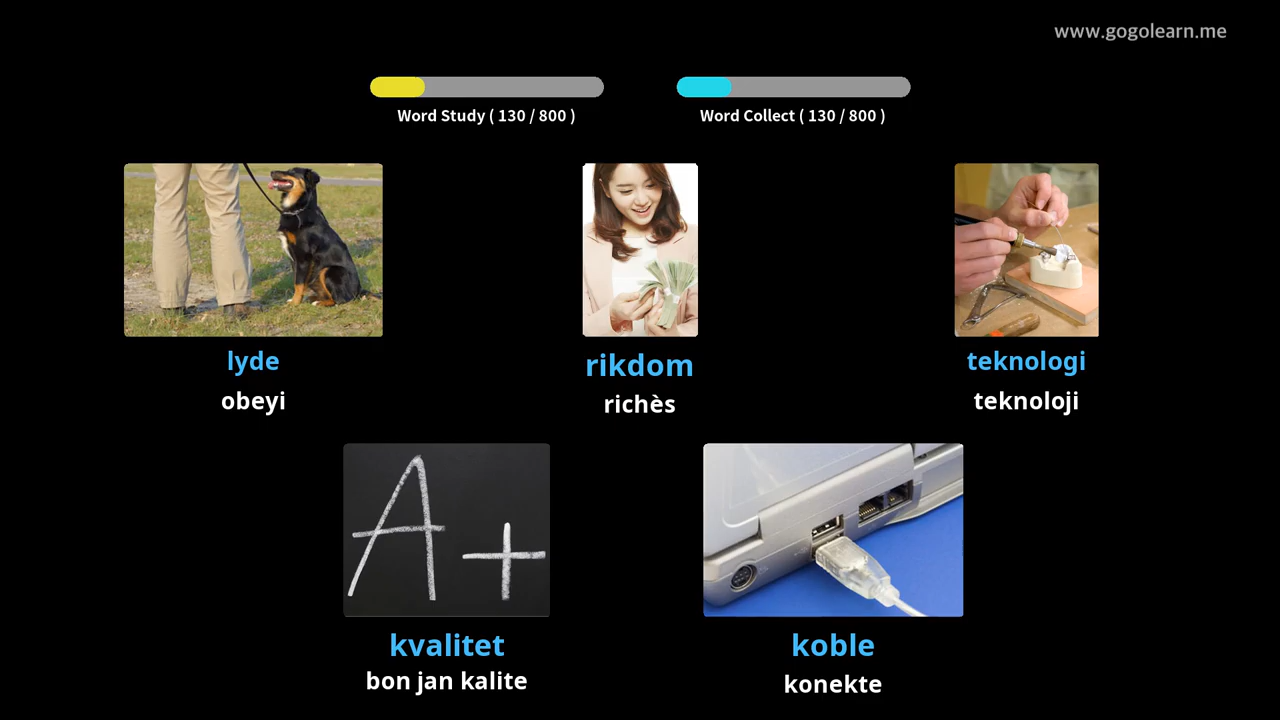 www.gogolearn.me
Word Study ( 130 / 800 )
Word Collect ( 130 / 800 )
lyde
obeyi
rikdom
richès
teknologi
teknoloji
A+
kvalitet
bon jan kalite
koble
konekte